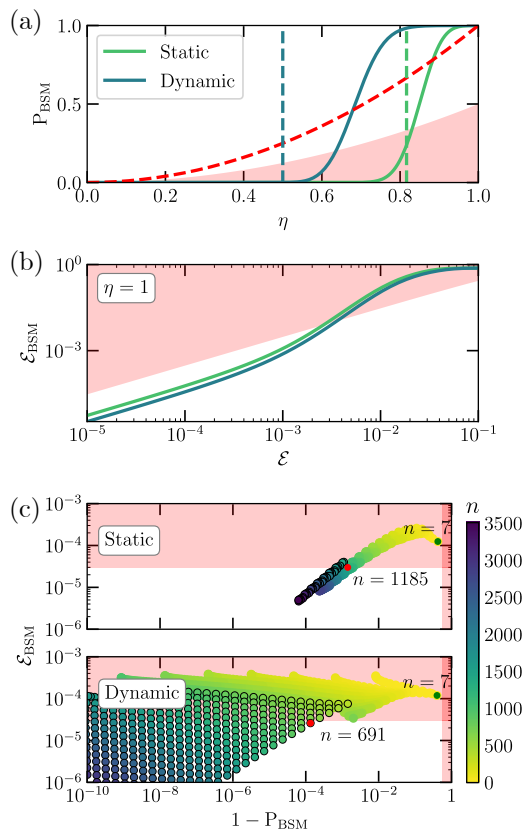 (a)
P_BSM
1.0
0.5
0.0
Static
Dynamic
0.0 0.2 0.4 0.6 0.8 1.0
η
(b)
ℰ_BSM
10^0
10^−3
η = 1
10^−5 10^−4 10^−3 10^−2 10^−1
ℰ
(c)
10^−3
10^−4
10^−5
10^−6
Static
n = 7
n = 1185
ℰ_BSM
10^−3
10^−4
10^−5
10^−6
Dynamic
n = 7
n = 691
10^−10 10^−8 10^−6 10^−4 10^−2 1
1 − P_BSM
n
3500
3000
2500
2000
1500
1000
500
0